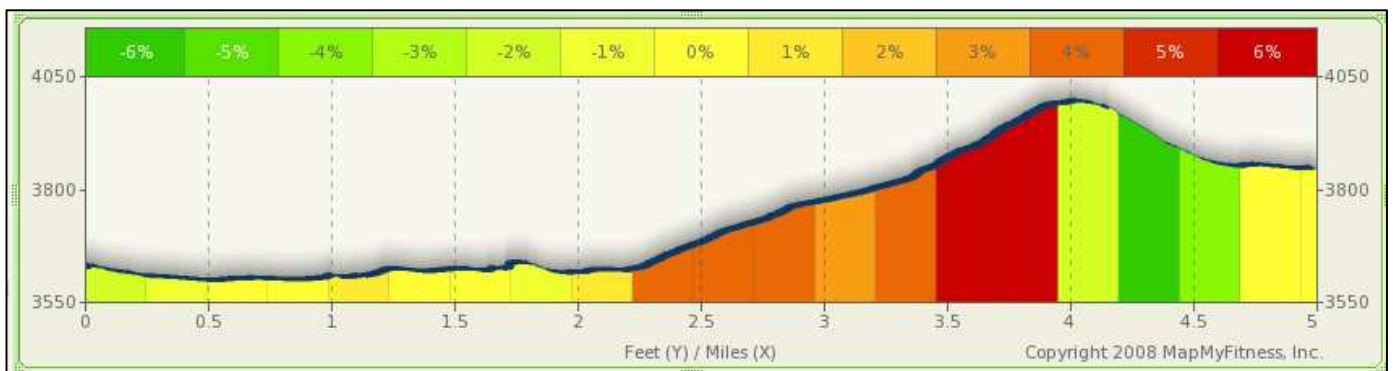 -6% -5% -4% -3% -2% -1% 0% 1% 2% 3% 4% 5% 6%
4050 4050
3800 3800
3550 3550
0 0.5 1 1.5 2 2.5 3 3.5 4 4.5 5
Feet (Y) / Miles (X) Copyright 2008 MapMyFitness, Inc.